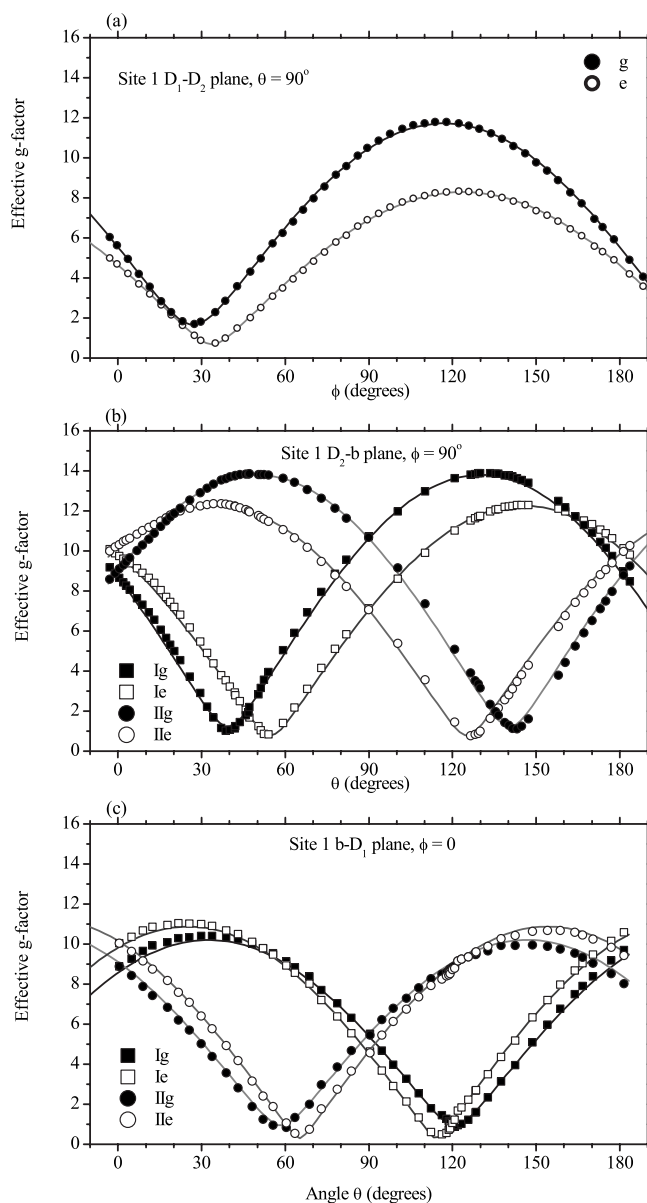 (a)
16
14
12
10
8
6
4
2
0
Effective g-factor
Site 1 D₁-D₂ plane, θ = 90°
g
e
0 30 60 90 120 150 180
ϕ (degrees)
(b)
16
14
12
10
8
6
4
2
0
Effective g-factor
Site 1 D₂-b plane, ϕ = 90°
Ig
Ie
IIg
IIe
0 30 60 90 120 150 180
θ (degrees)
(c)
16
14
12
10
8
6
4
2
0
Effective g-factor
Site 1 b-D₁ plane, ϕ = 0
Ig
Ie
IIg
IIe
0 30 60 90 120 150 180
Angle θ (degrees)